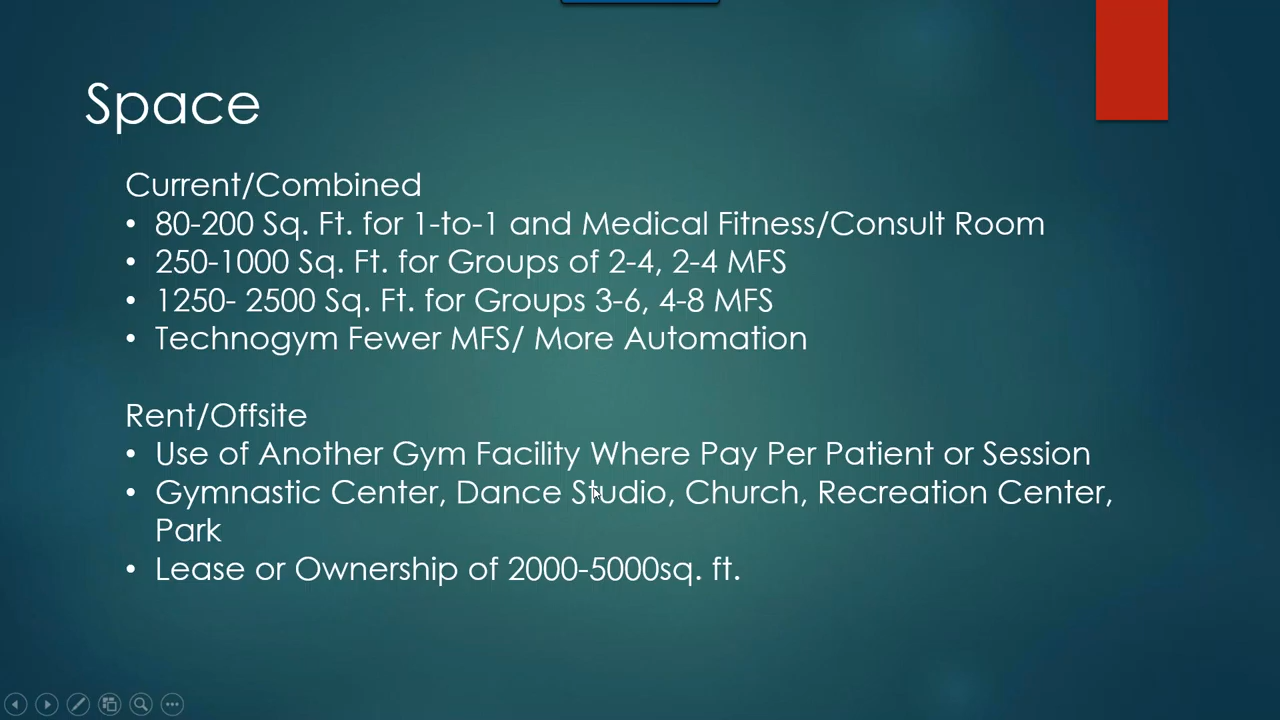 Space
Current/Combined
• 80-200 Sq. Ft. for 1-to-1 and Medical Fitness/Consult Room
• 250-1000 Sq. Ft. for Groups of 2-4, 2-4 MFS
• 1250- 2500 Sq. Ft. for Groups 3-6, 4-8 MFS
• Technogym Fewer MFS/ More Automation
Rent/Offsite
• Use of Another Gym Facility Where Pay Per Patient or Session
• Gymnastic Center, Dance Studio, Church, Recreation Center,
Park
• Lease or Ownership of 2000-5000sq. ft.